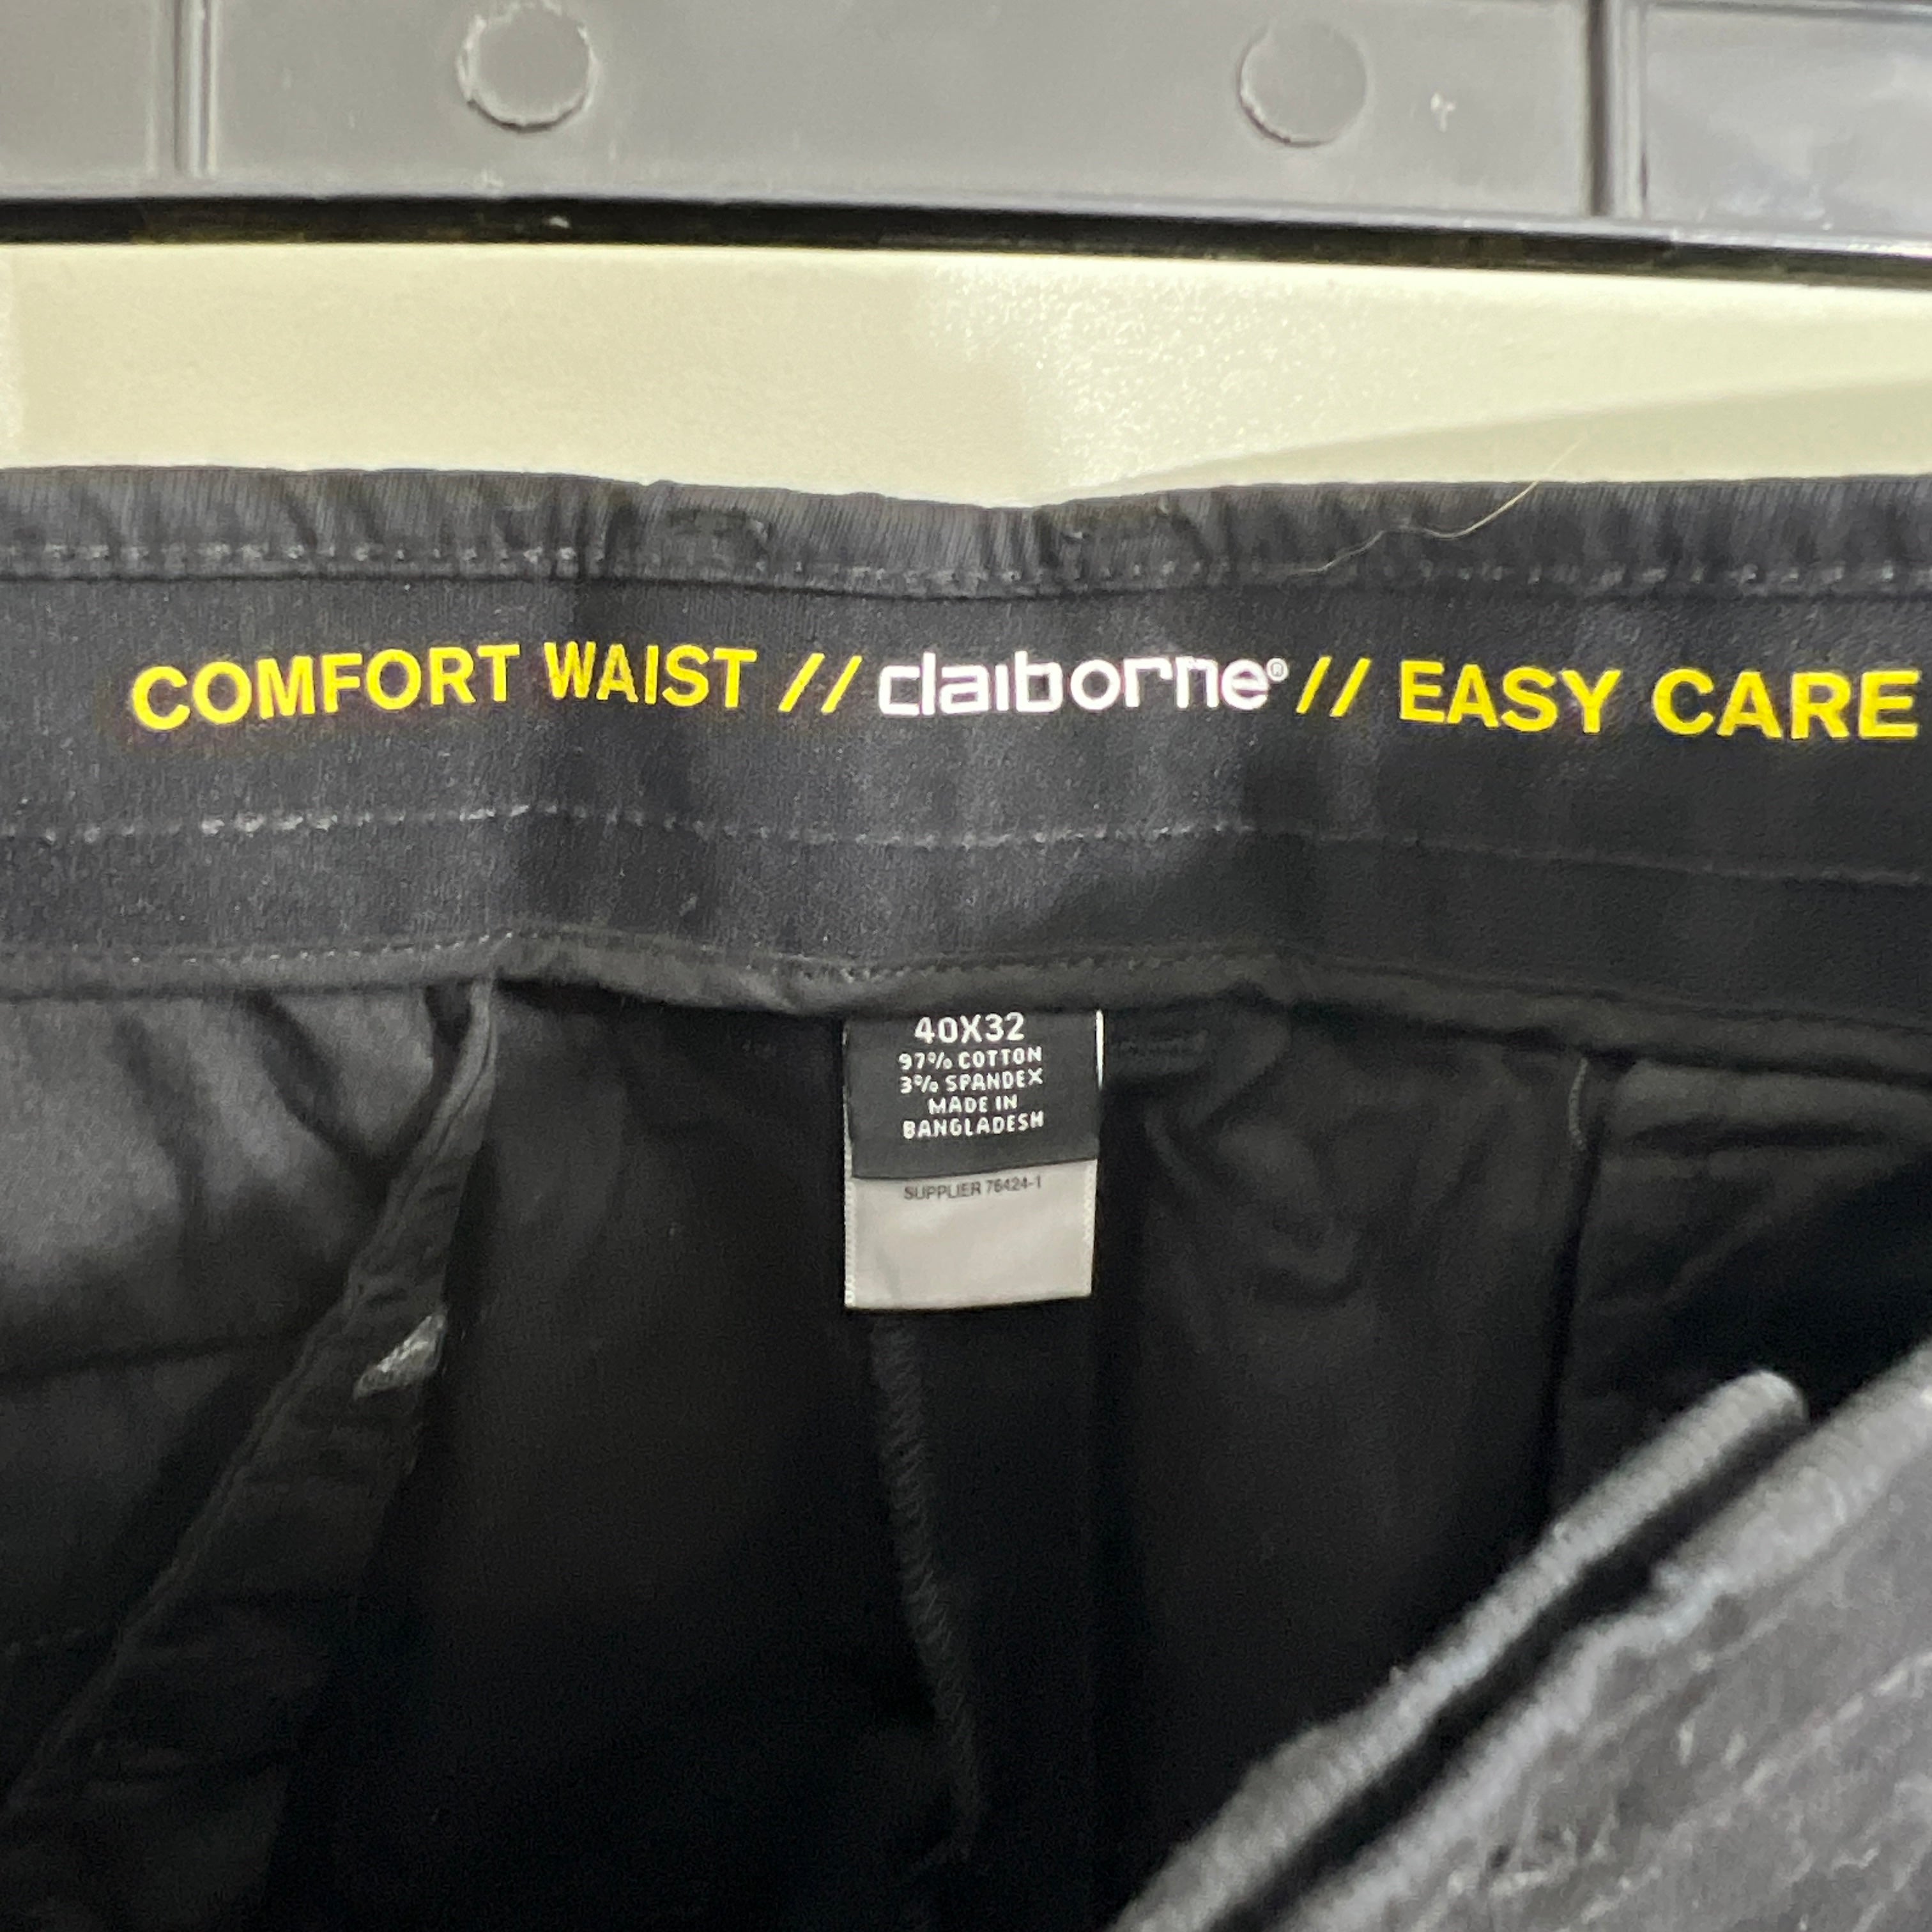 COMFORT WAIST // claiborne® // EASY CARE
40X32
97% COTTON
3% SPANDEX
MADE IN
BANGLADESH
SUPPLIER 76424-1